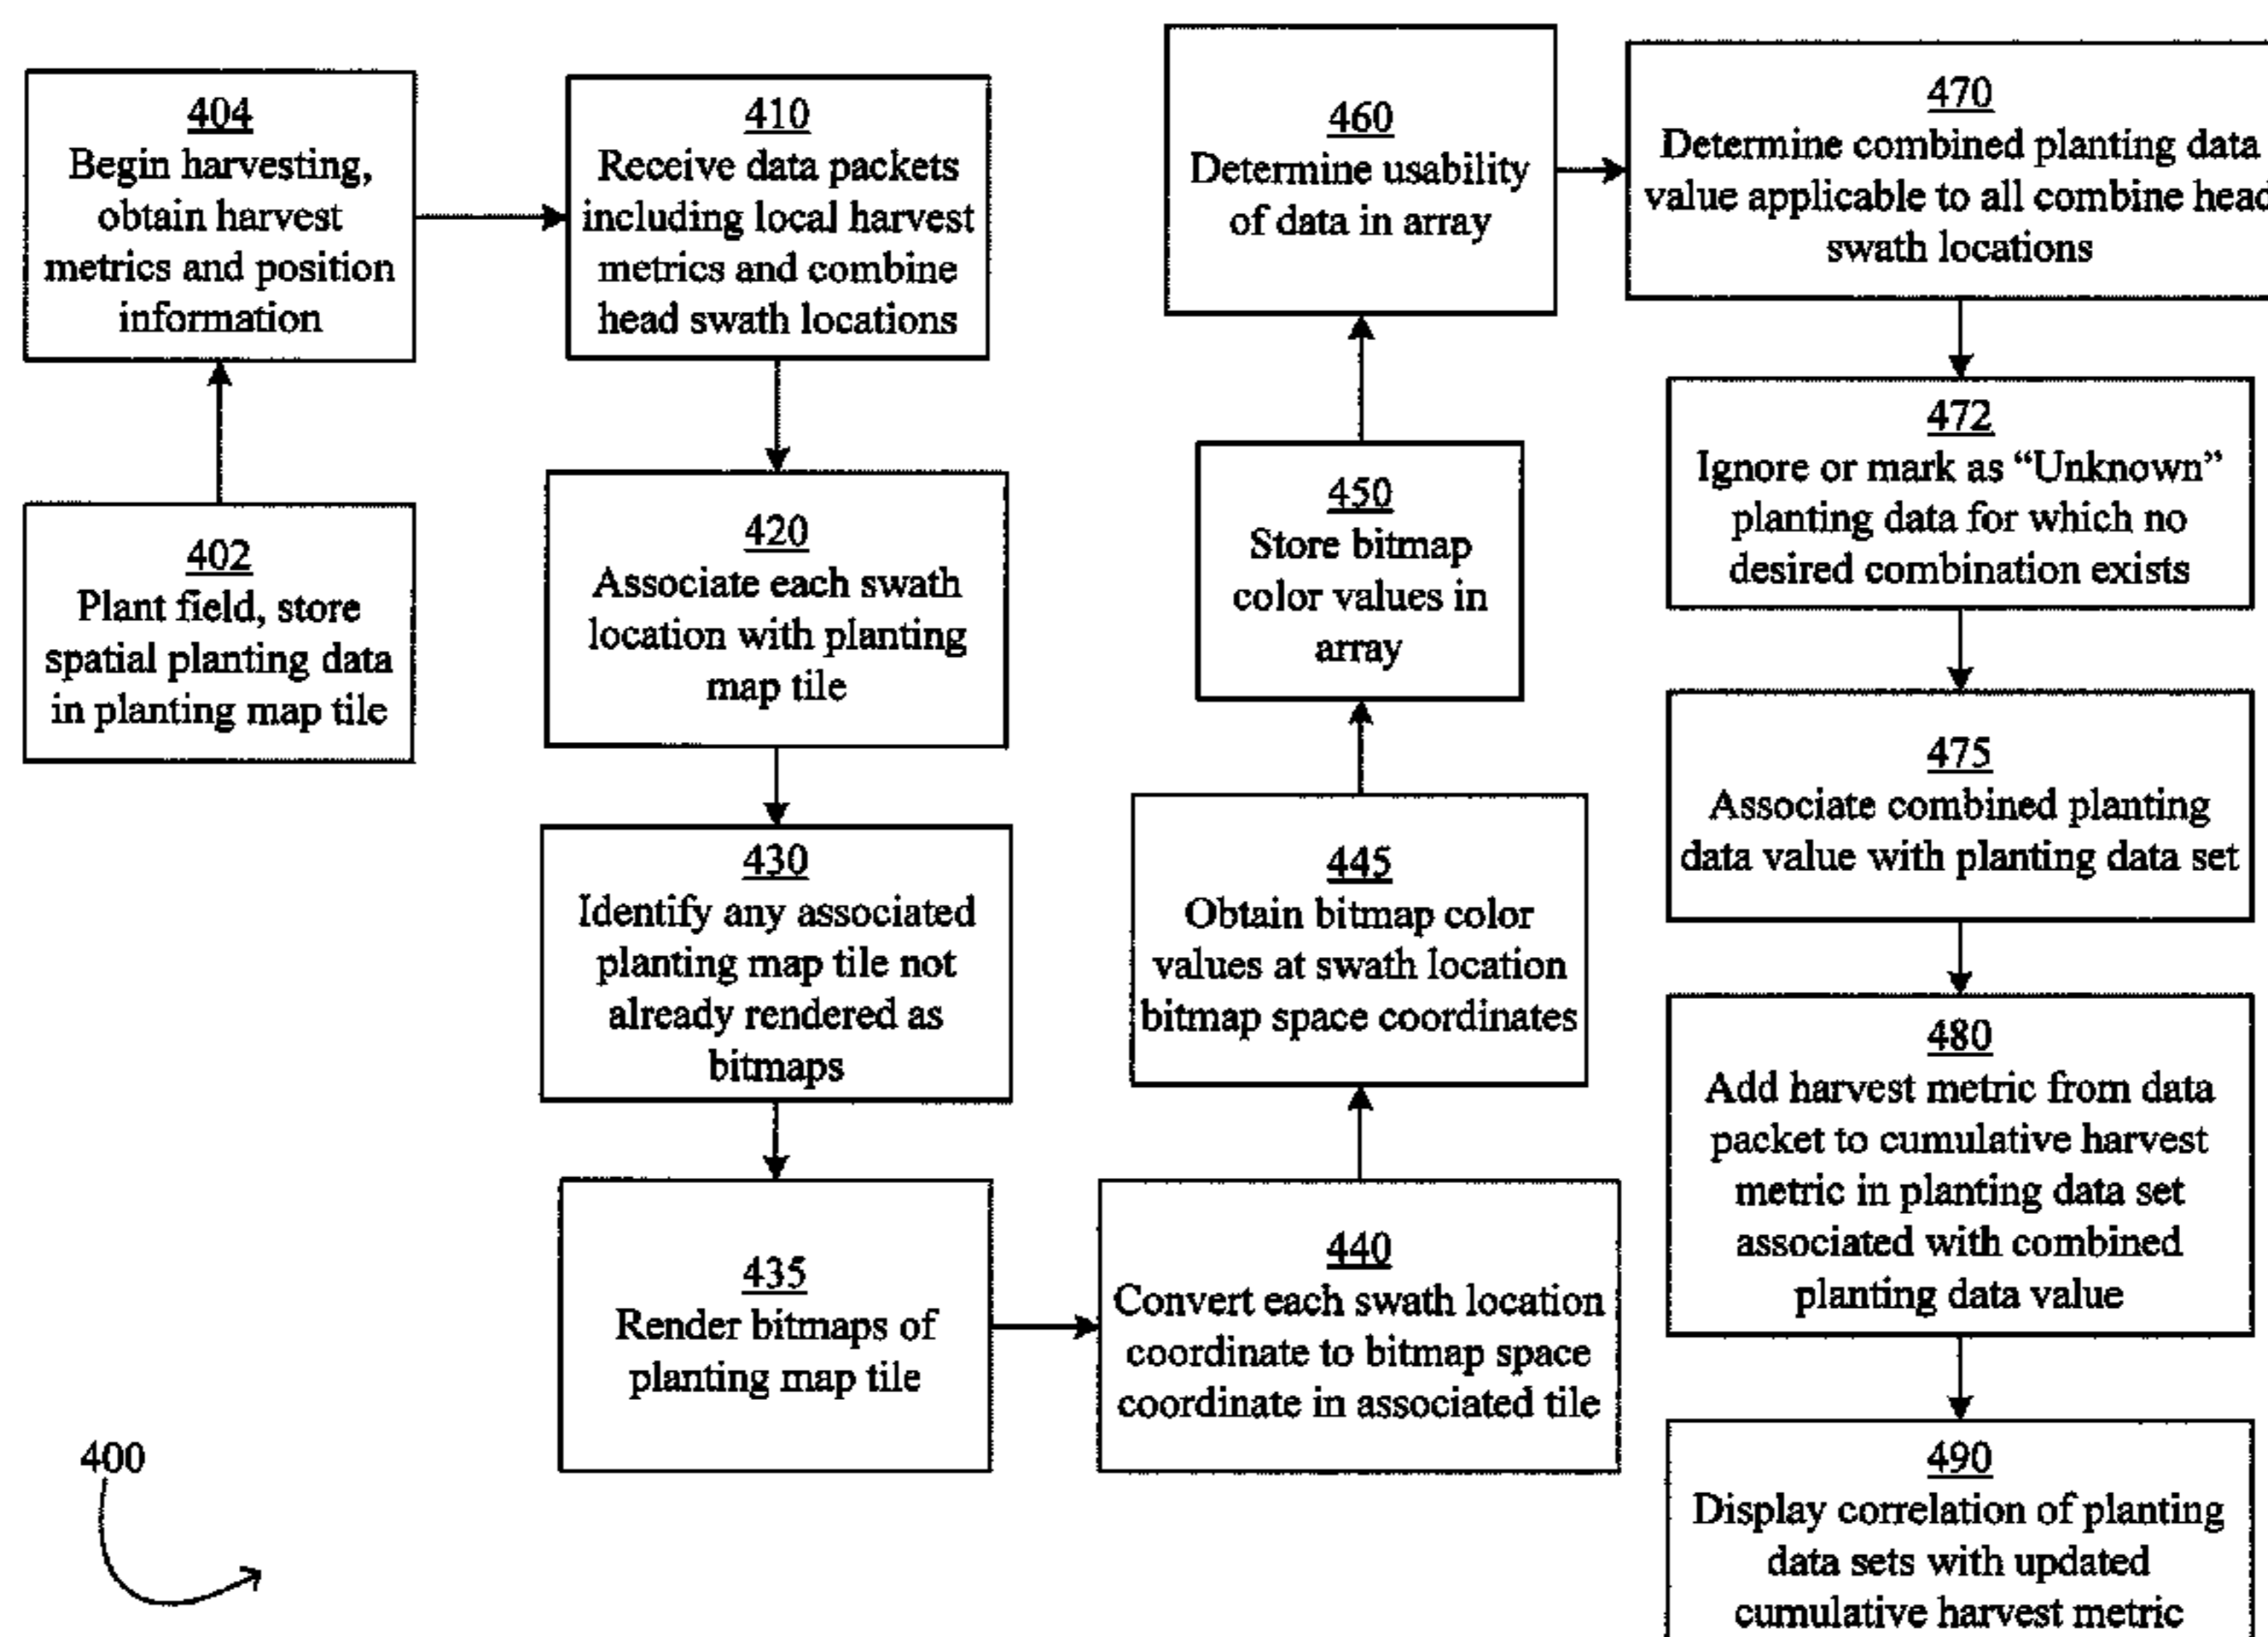 402
Plant field, store
spatial planting data
in planting map tile
404
Begin harvesting,
obtain harvest
metrics and position
information
410
Receive data packets
including local harvest
metrics and combine
head swath locations
420
Associate each swath
location with planting
map tile
430
Identify any associated
planting map tile not
already rendered as
bitmaps
435
Render bitmaps of
planting map tile
440
Convert each swath location
coordinate to bitmap space
coordinate in associated tile
445
Obtain bitmap color
values at swath location
bitmap space coordinates
450
Store bitmap
color values in
array
460
Determine usability
of data in array
470
Determine combined planting data
value applicable to all combine head
swath locations
472
Ignore or mark as “Unknown”
planting data for which no
desired combination exists
475
Associate combined planting
data value with planting data set
480
Add harvest metric from data
packet to cumulative harvest
metric in planting data set
associated with combined
planting data value
490
Display correlation of planting
data sets with updated
cumulative harvest metric
400